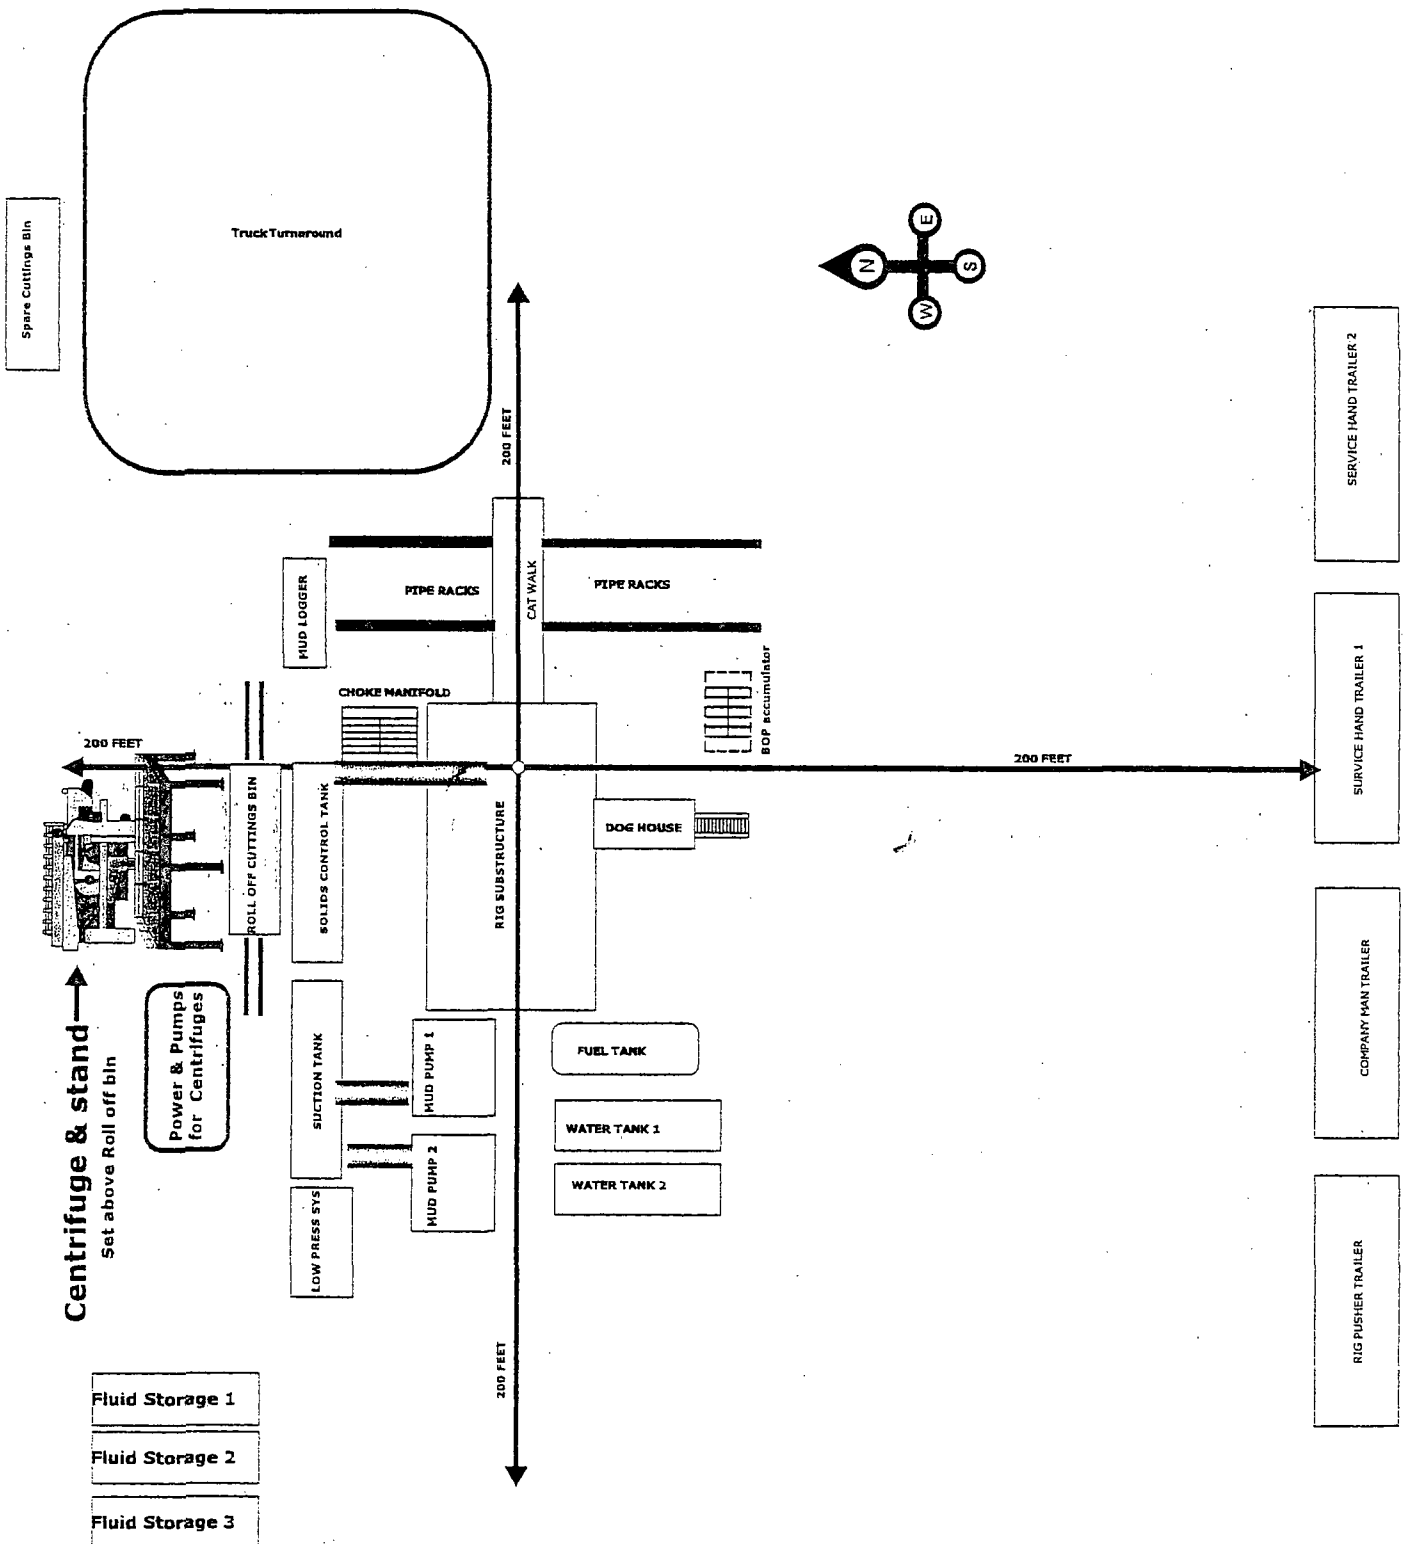 Spare Cuttings Bin
Truck Turnaround
N
E
S
W
SERVICE HAND TRAILER 2
200 FEET
MUD LOGGER
PIPE RACKS
CAT WALK
PIPE RACKS
CHOKE MANIFOLD
BOP accumulator
200 FEET
200 FEET
SURVICE HAND TRAILER 1
ROLL OFF CUTTINGS BIN
SOLIDS CONTROL TANK
RIG SUBSTRUCTURE
DOG HOUSE
COMPANY MAN TRAILER
Centrifuge & stand
Set above Roll off bin
Power & Pumps
for Centrifuges
SUCTION TANK
MUD PUMP 1
FUEL TANK
MUD PUMP 2
WATER TANK 1
WATER TANK 2
LOW PRESS SYS
RIG PUSHER TRAILER
200 FEET
Fluid Storage 1
Fluid Storage 2
Fluid Storage 3